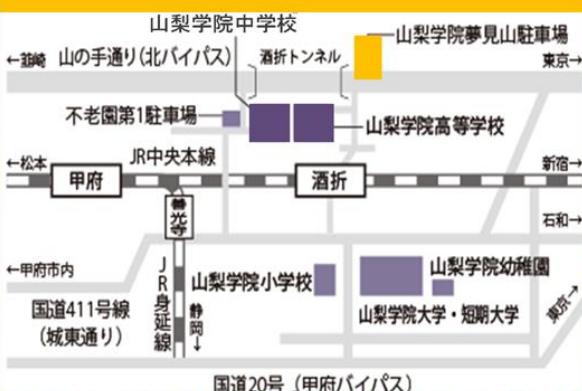 山梨学院中学校
山梨学院夢見山駐車場
←韮崎
山の手通り(北バイパス)
酒折トンネル
東京→
不老園第1駐車場
山梨学院高等学校
←松本
JR中央本線
新宿→
甲府
酒折
善光寺
石和→
←甲府市内
JR身延線
静岡↓
山梨学院小学校
山梨学院幼稚園
山梨学院大学・短期大学
国道411号線
(城東通り)
東京→
国道20号(甲府バイパス)